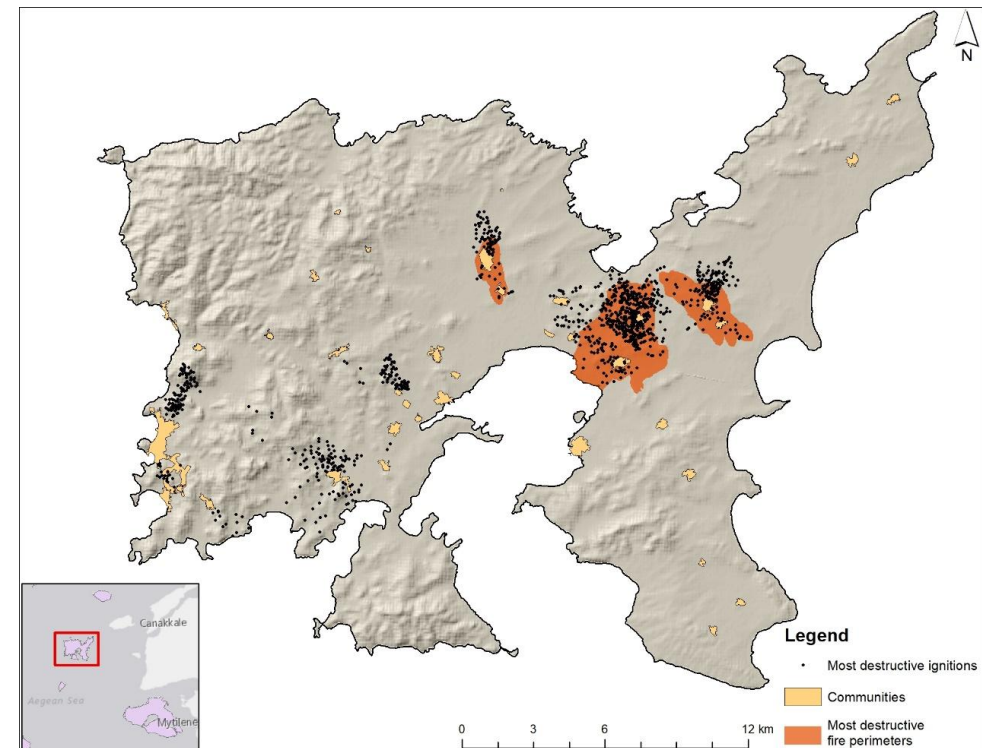 N
Canakkale
Aegean Sea
Mytilene
Legend
Most destructive ignitions
Communities
Most destructive
fire perimeters
0 3 6 12 km